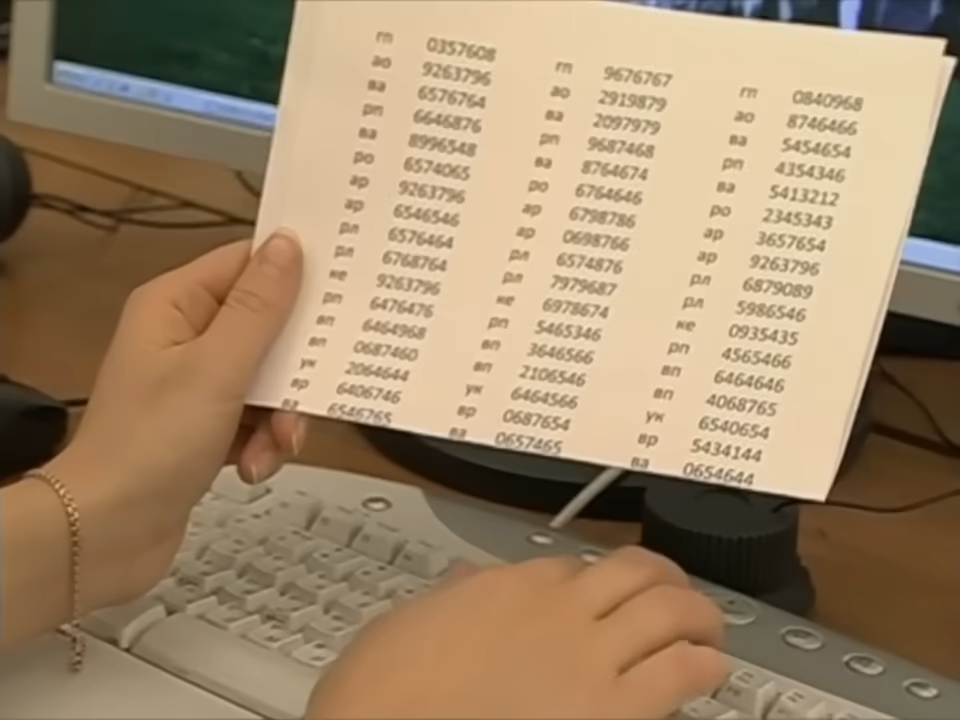 гп 0357608 гп 9676767 гп 0840968
ао 9263796 ао 2919879 ао 8746466
ва 6576764 ва 2097979 ва 5454654
рп 6646876 рп 9687468 рп 4354346
ва 8996548 ва 8764674 ва 5413212
ро 6574065 ро 6764646 ро 2345343
ар 9263796 ар 6798786 ар 3657654
ар 6546546 ар 0698766 ар 9263796
рл 6576464 рл 6574876 рл 6879089
рл 6768764 рл 7979687 рл 5986546
ке 9263796 ке 6978674 ке 0935435
рп 6476476 рп 5465346 рп 4565466
вп 6464968 вп 3646566 вп 6464646
вп 0687460 вп 2106546 вп 4068765
ук 2064644 ук 6464566 ук 6540654
вр 6406746 вр 0687654 вр 5434144
ва 6546765 ва 0657465 ва 0654644